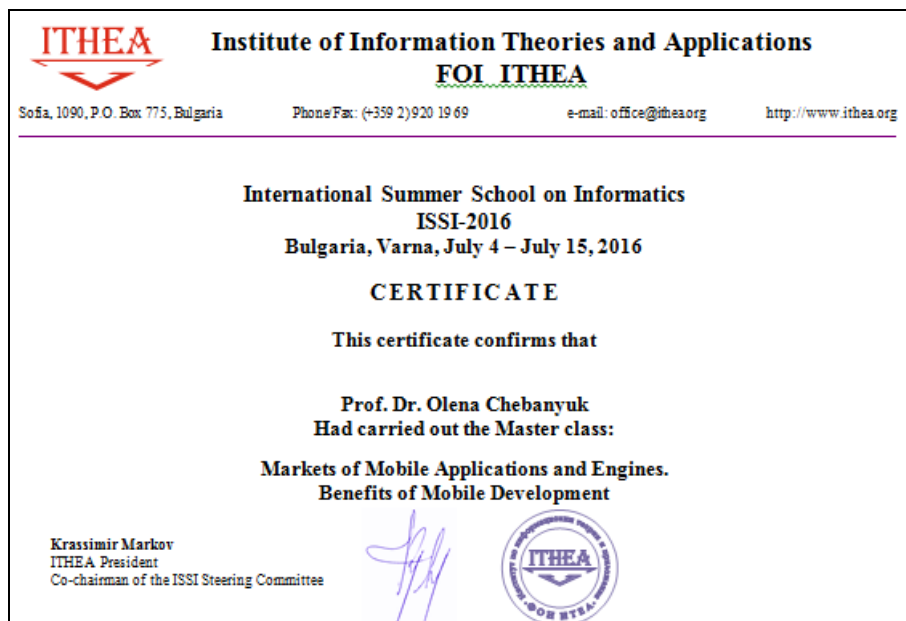 ITHEA
Institute of Information Theories and Applications
FOI ITHEA
Sofia, 1090, P.O. Box 775, Bulgaria Phone/Fax: (+359 2) 920 19 69 e-mail: office@ithea.org http://www.ithea.org
International Summer School on Informatics
ISSI-2016
Bulgaria, Varna, July 4 – July 15, 2016
CERTIFICATE
This certificate confirms that
Prof. Dr. Olena Chebanyuk
Had carried out the Master class:
Markets of Mobile Applications and Engines.
Benefits of Mobile Development
Krassimir Markov
ITHEA President
Co-chairman of the ISSI Steering Committee
ITHEA
ФОИ ИТЕА